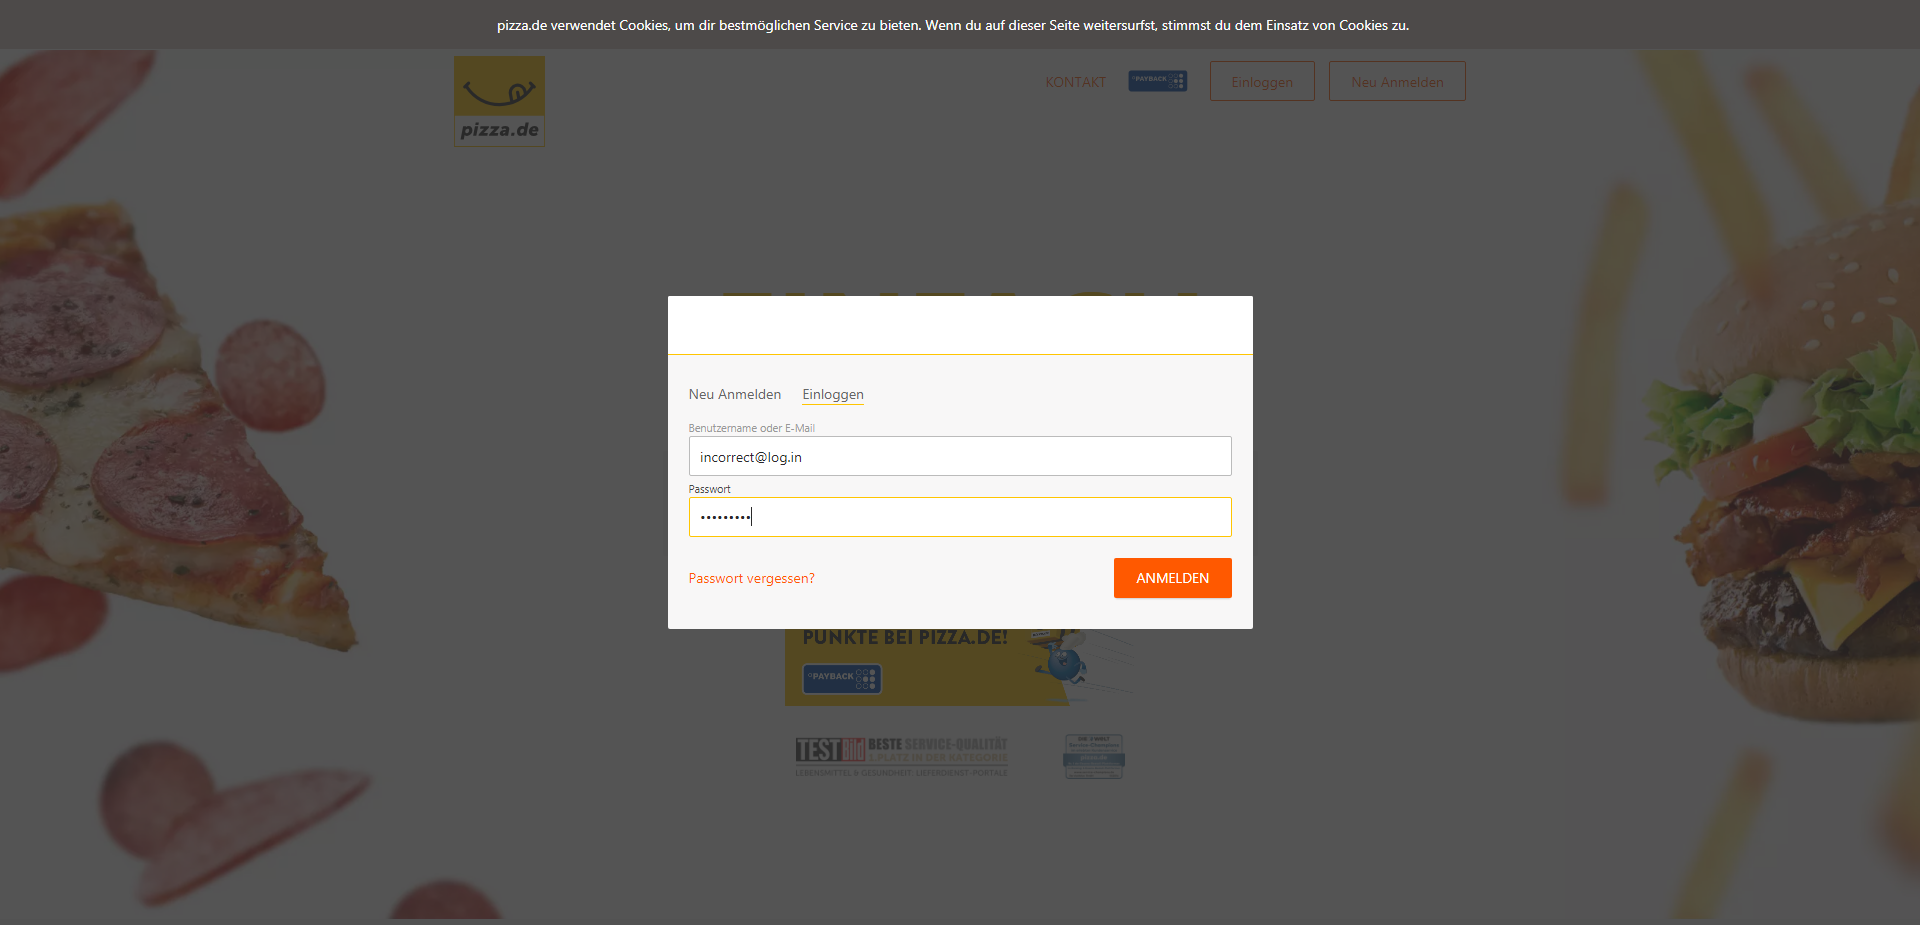 pizza.de verwendet Cookies, um dir bestmöglichen Service zu bieten. Wenn du auf dieser Seite weitersurfst, stimmst du dem Einsatz von Cookies zu.
pizza.de
KONTAKT
PAYBACK
Einloggen
Neu Anmelden
Neu Anmelden
Einloggen
Benutzername oder E-Mail
incorrect@log.in
Passwort
•••••••••
Passwort vergessen?
ANMELDEN
PUNKTE BEI PIZZA.DE!
PAYBACK
TEST Bild BESTE SERVICE-QUALITÄT
1. PLATZ IN DER KATEGORIE
LEBENSMITTEL & GESUNDHEIT: LIEFERDIENST-PORTALE